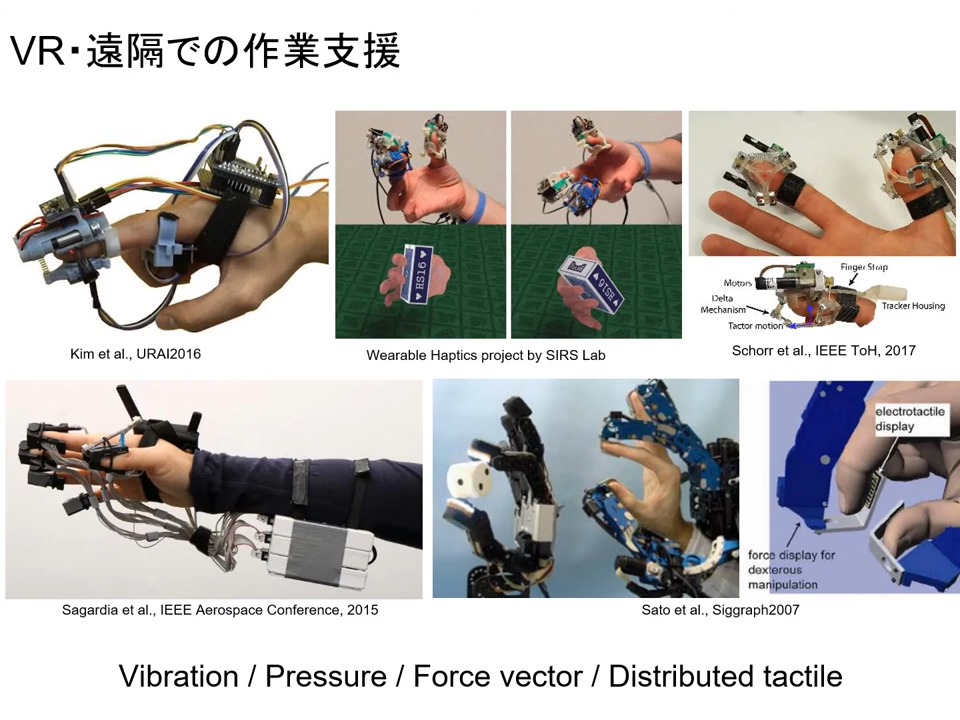 VR・遠隔での作業支援
HS16
HS16
Motors
Finger Strap
Delta
Mechanism
Tactor motion
Tracker Housing
Kim et al., URAI2016
Wearable Haptics project by SIRS Lab
Schorr et al., IEEE ToH, 2017
electrotactile
display
force display for
dexterous
manipulation
Sagardia et al., IEEE Aerospace Conference, 2015
Sato et al., Siggraph2007
Vibration / Pressure / Force vector / Distributed tactile